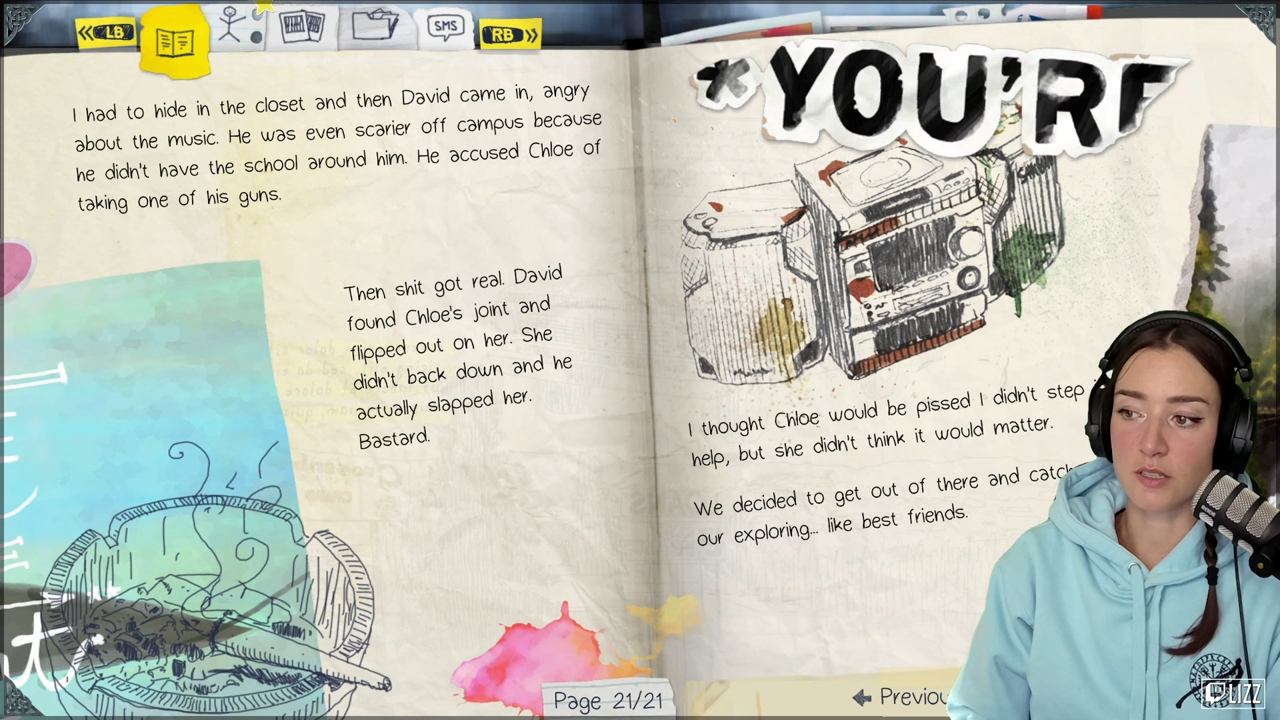 LB
SMS
RB
*YOU'RE
I had to hide in the closet and then David came in, angry
about the music. He was even scarier off campus because
he didn't have the school around him. He accused Chloe of
taking one of his guns.
Then shit got real. David
found Chloe's joint and
flipped out on her. She
didn't back down and he
actually slapped her.
Bastard.
I thought Chloe would be pissed I didn't step
help, but she didn't think it would matter.
We decided to get out of there and catch
our exploring... like best friends.
Page 21/21
Previou
LIZZ